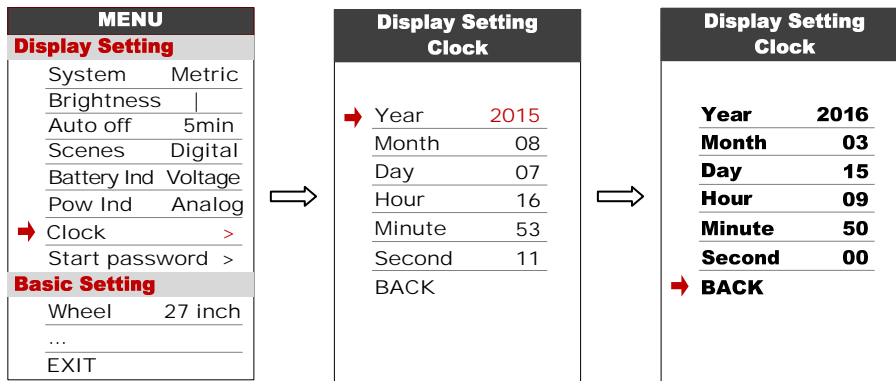 MENU
Display Setting
System Metric
Brightness |
Auto off 5min
Scenes Digital
Battery Ind Voltage
Pow Ind Analog
Clock >
Start password >
Basic Setting
Wheel 27 inch
...
EXIT
Display Setting
Clock
Year 2015
Month 08
Day 07
Hour 16
Minute 53
Second 11
BACK
Display Setting
Clock
Year 2016
Month 03
Day 15
Hour 09
Minute 50
Second 00
BACK